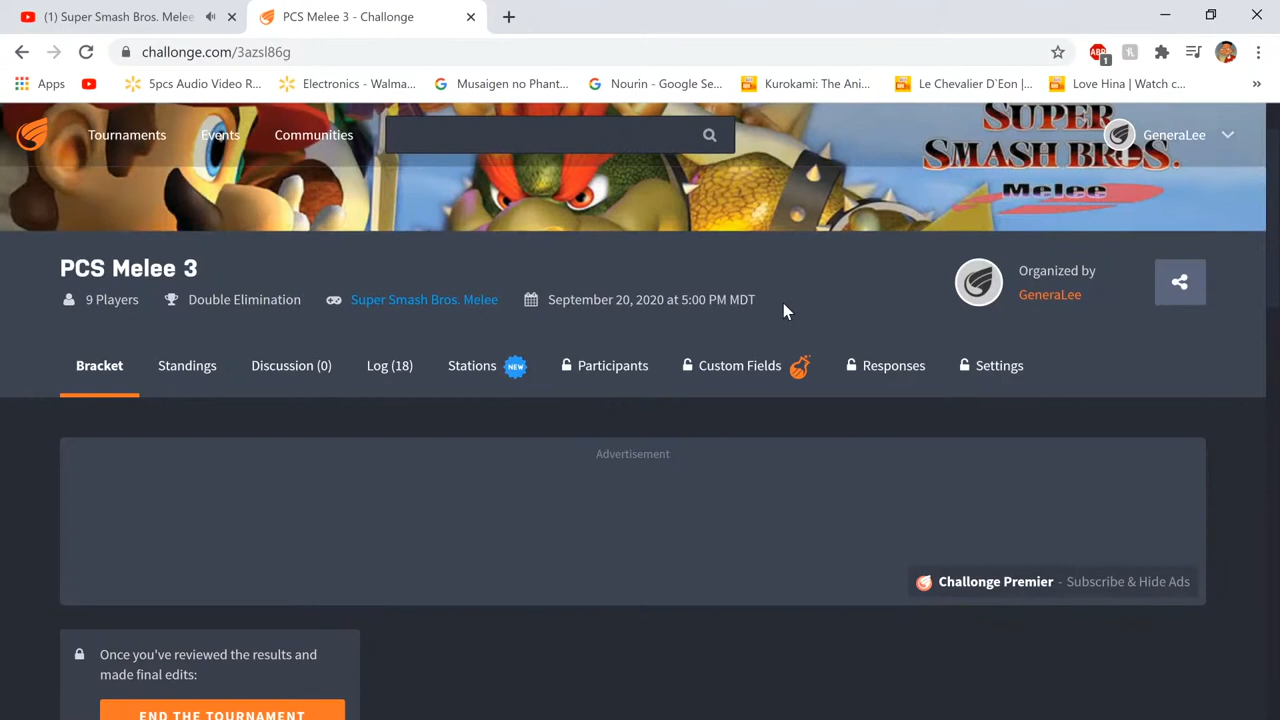 (1) Super Smash Bros. Melee
PCS Melee 3 - Challonge
challonge.com/3azsl86g
ABP
1
Apps
5pcs Audio Video R...
Electronics - Walma...
Musaigen no Phant...
Nourin - Google Se...
Kurokami: The Ani...
Le Chevalier D`Eon |...
Love Hina | Watch c...
»
Tournaments
Events
Communities
GeneraLee
SUPER
SMASH BROS.
Melee
PCS Melee 3
9 Players
Double Elimination
Super Smash Bros. Melee
September 20, 2020 at 5:00 PM MDT
Organized by
GeneraLee
Bracket
Standings
Discussion (0)
Log (18)
Stations
NEW
Participants
Custom Fields
Responses
Settings
Advertisement
Challonge Premier - Subscribe & Hide Ads
Once you've reviewed the results and
made final edits:
END THE TOURNAMENT